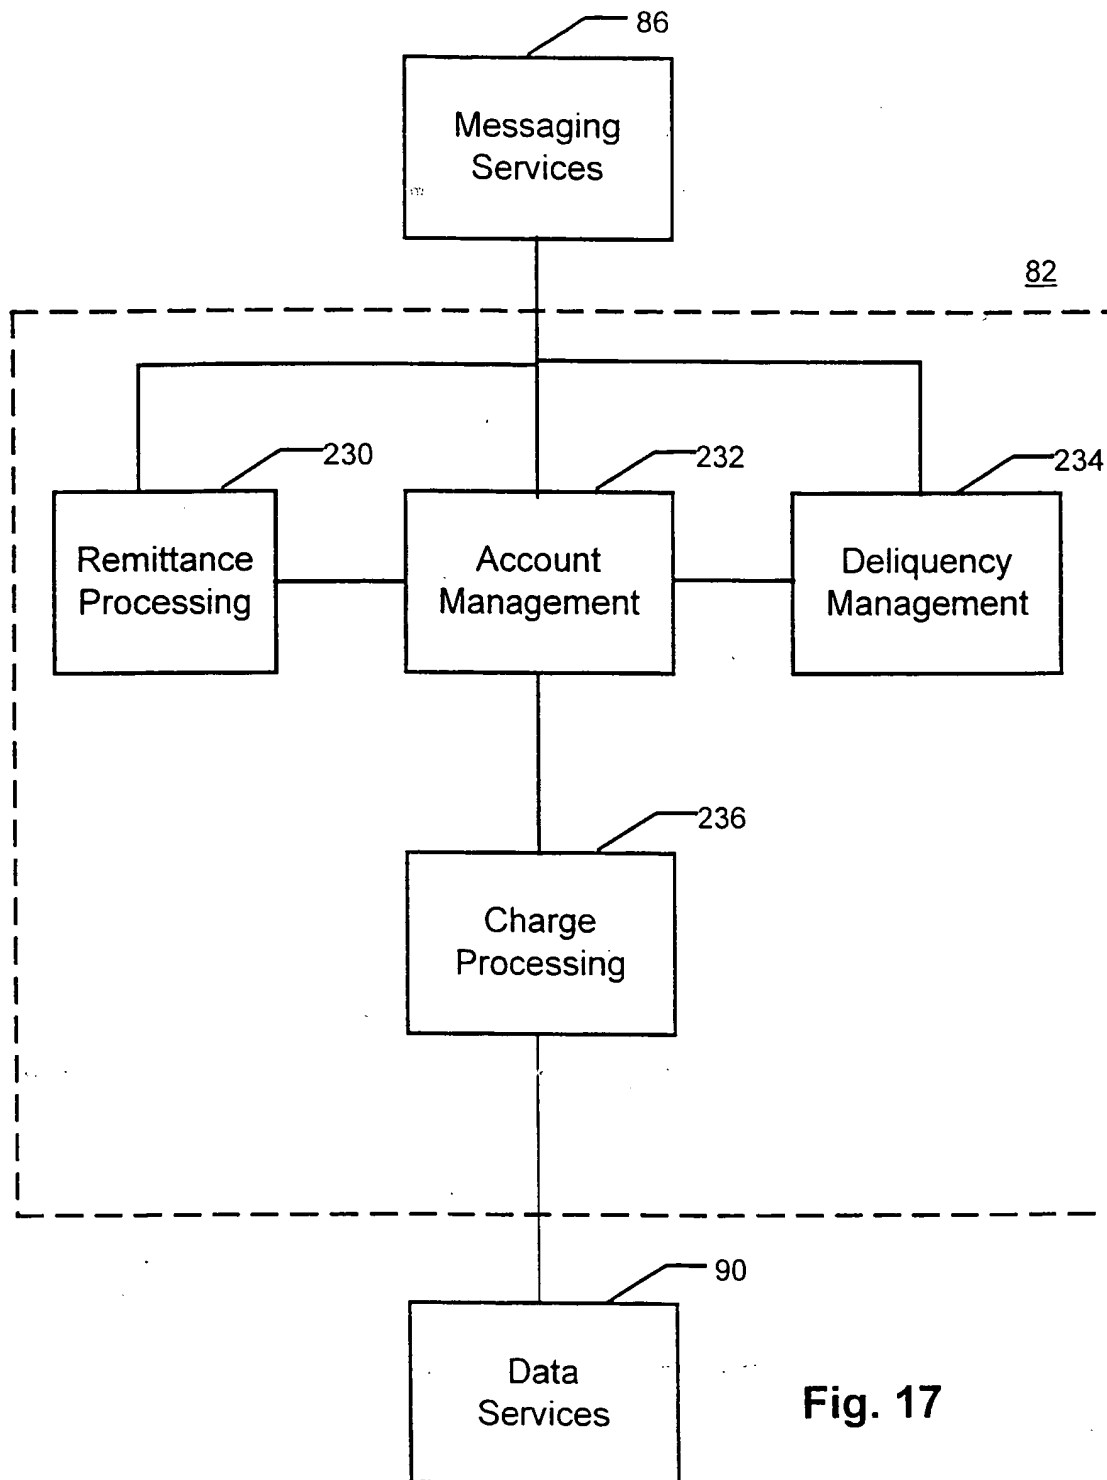 86
Messaging
Services
82
230
232
234
Remittance
Processing
Account
Management
Deliquency
Management
236
Charge
Processing
90
Data
Services
Fig. 17